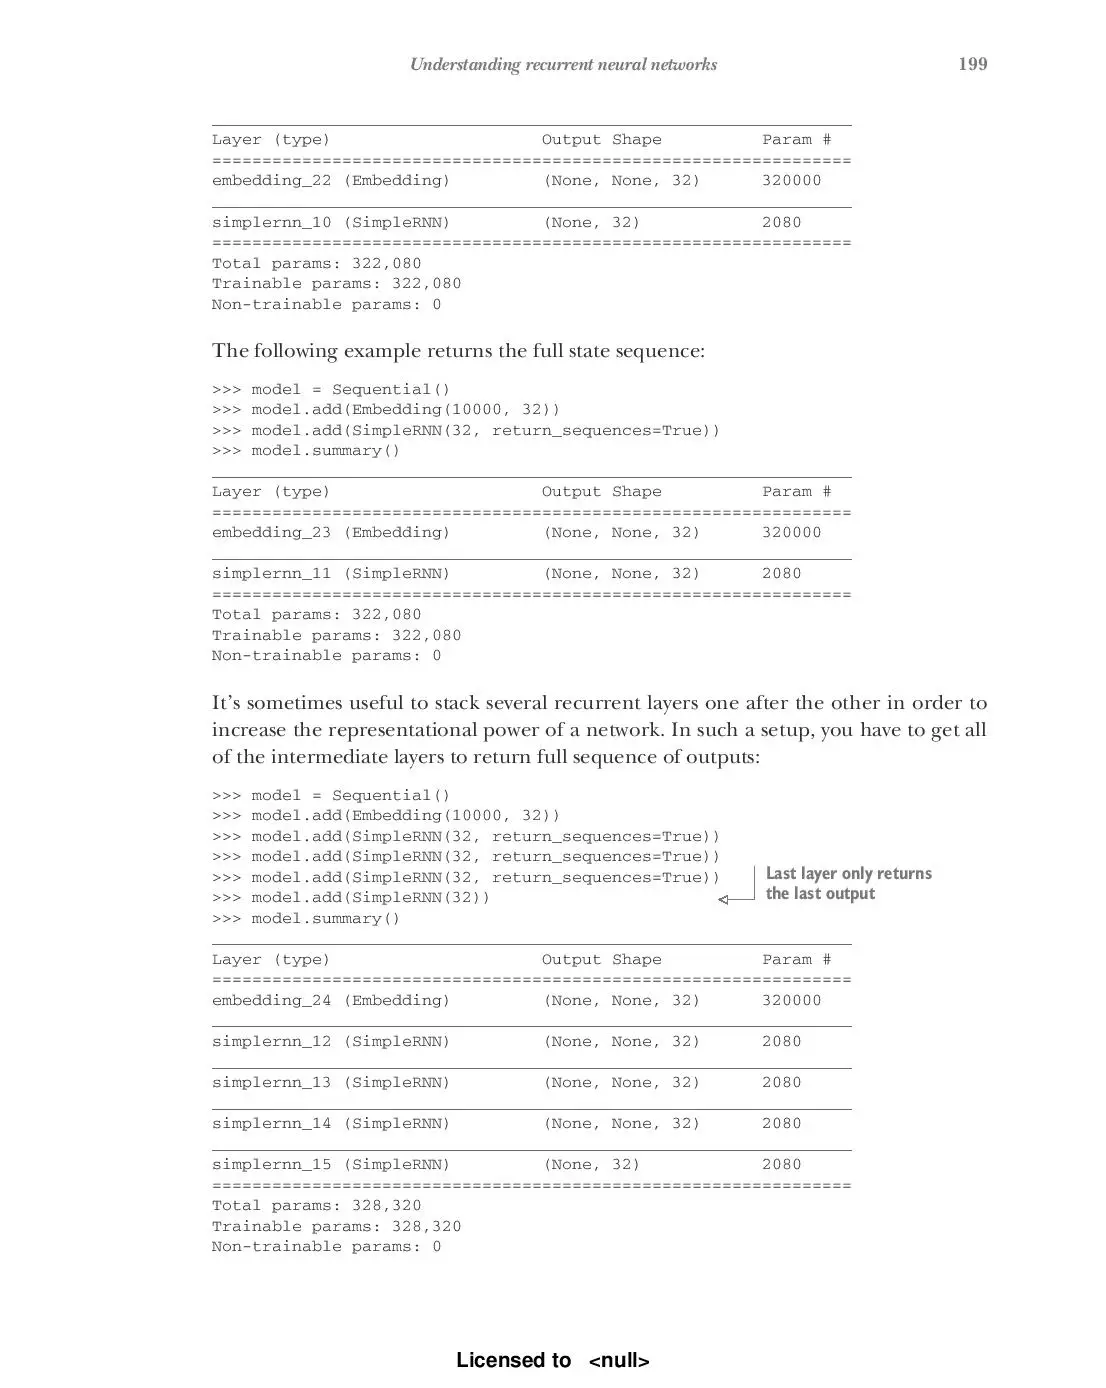 Understanding recurrent neural networks 199
Layer (type) Output Shape Param #
================================================================
embedding_22 (Embedding) (None, None, 32) 320000
simplernn_10 (SimpleRNN) (None, 32) 2080
================================================================
Total params: 322,080
Trainable params: 322,080
Non-trainable params: 0
The following example returns the full state sequence:
>>> model = Sequential()
>>> model.add(Embedding(10000, 32))
>>> model.add(SimpleRNN(32, return_sequences=True))
>>> model.summary()
Layer (type) Output Shape Param #
================================================================
embedding_23 (Embedding) (None, None, 32) 320000
simplernn_11 (SimpleRNN) (None, None, 32) 2080
================================================================
Total params: 322,080
Trainable params: 322,080
Non-trainable params: 0
It’s sometimes useful to stack several recurrent layers one after the other in order to
increase the representational power of a network. In such a setup, you have to get all
of the intermediate layers to return full sequence of outputs:
>>> model = Sequential()
>>> model.add(Embedding(10000, 32))
>>> model.add(SimpleRNN(32, return_sequences=True))
>>> model.add(SimpleRNN(32, return_sequences=True))
>>> model.add(SimpleRNN(32, return_sequences=True))
>>> model.add(SimpleRNN(32))
>>> model.summary()
Last layer only returns
the last output
Layer (type) Output Shape Param #
================================================================
embedding_24 (Embedding) (None, None, 32) 320000
simplernn_12 (SimpleRNN) (None, None, 32) 2080
simplernn_13 (SimpleRNN) (None, None, 32) 2080
simplernn_14 (SimpleRNN) (None, None, 32) 2080
simplernn_15 (SimpleRNN) (None, 32) 2080
================================================================
Total params: 328,320
Trainable params: 328,320
Non-trainable params: 0
Licensed to <null>